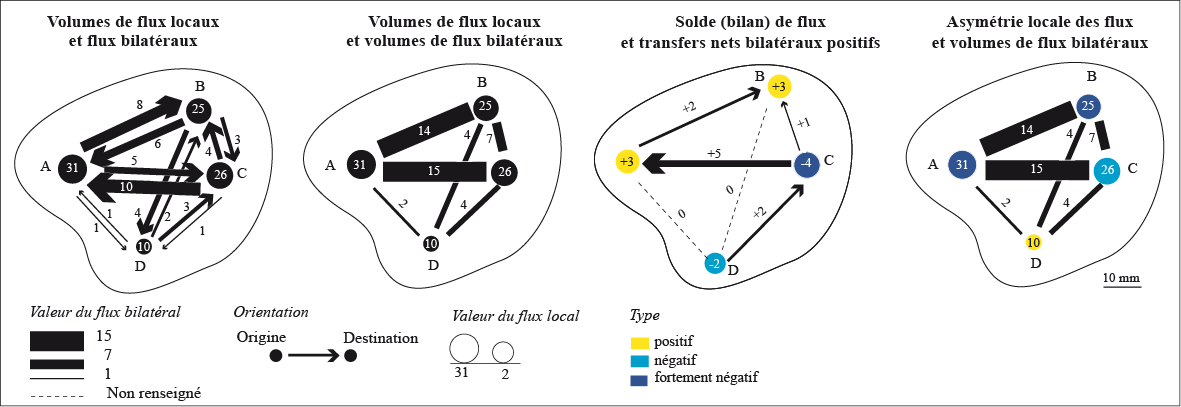 Volumes de flux locaux
et flux bilatéraux
B
25
8
6
3
4
A
31
5
26
C
10
1
1
4
2
3
1
10
D
Volumes de flux locaux
et volumes de flux bilatéraux
B
25
14
4
7
A
31
15
26
2
4
10
D
Solde (bilan) de flux
et transfers nets bilatéraux positifs
B
+3
+2
+1
+3
+5
-4
C
0
0
+2
-2
D
Asymétrie locale des flux
et volumes de flux bilatéraux
B
25
14
4
7
A
31
15
26
C
2
4
10
D
10 mm
Valeur du flux bilatéral
15
7
1
Non renseigné
Orientation
Origine
Destination
Valeur du flux local
31
2
Type
positif
négatif
fortement négatif